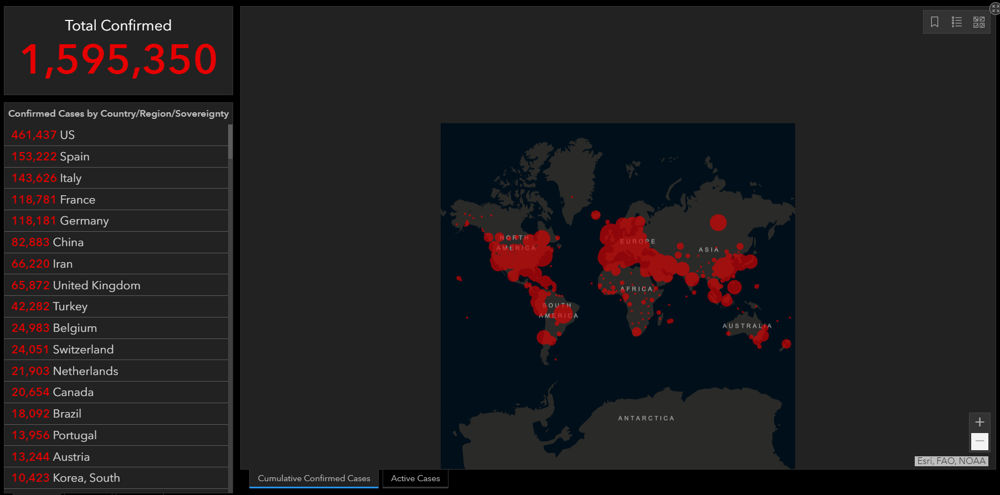 Total Confirmed
1,595,350
Confirmed Cases by Country/Region/Sovereignty
461,437 US
153,222 Spain
143,626 Italy
118,781 France
118,181 Germany
82,883 China
66,220 Iran
65,872 United Kingdom
42,282 Turkey
24,983 Belgium
24,051 Switzerland
21,903 Netherlands
20,654 Canada
18,092 Brazil
13,956 Portugal
13,244 Austria
10,423 Korea, South
NORTH
AMERICA
EUROPE
ASIA
AFRICA
SOUTH
AMERICA
AUSTRALIA
ANTARCTICA
Esri, FAO, NOAA
Cumulative Confirmed Cases
Active Cases